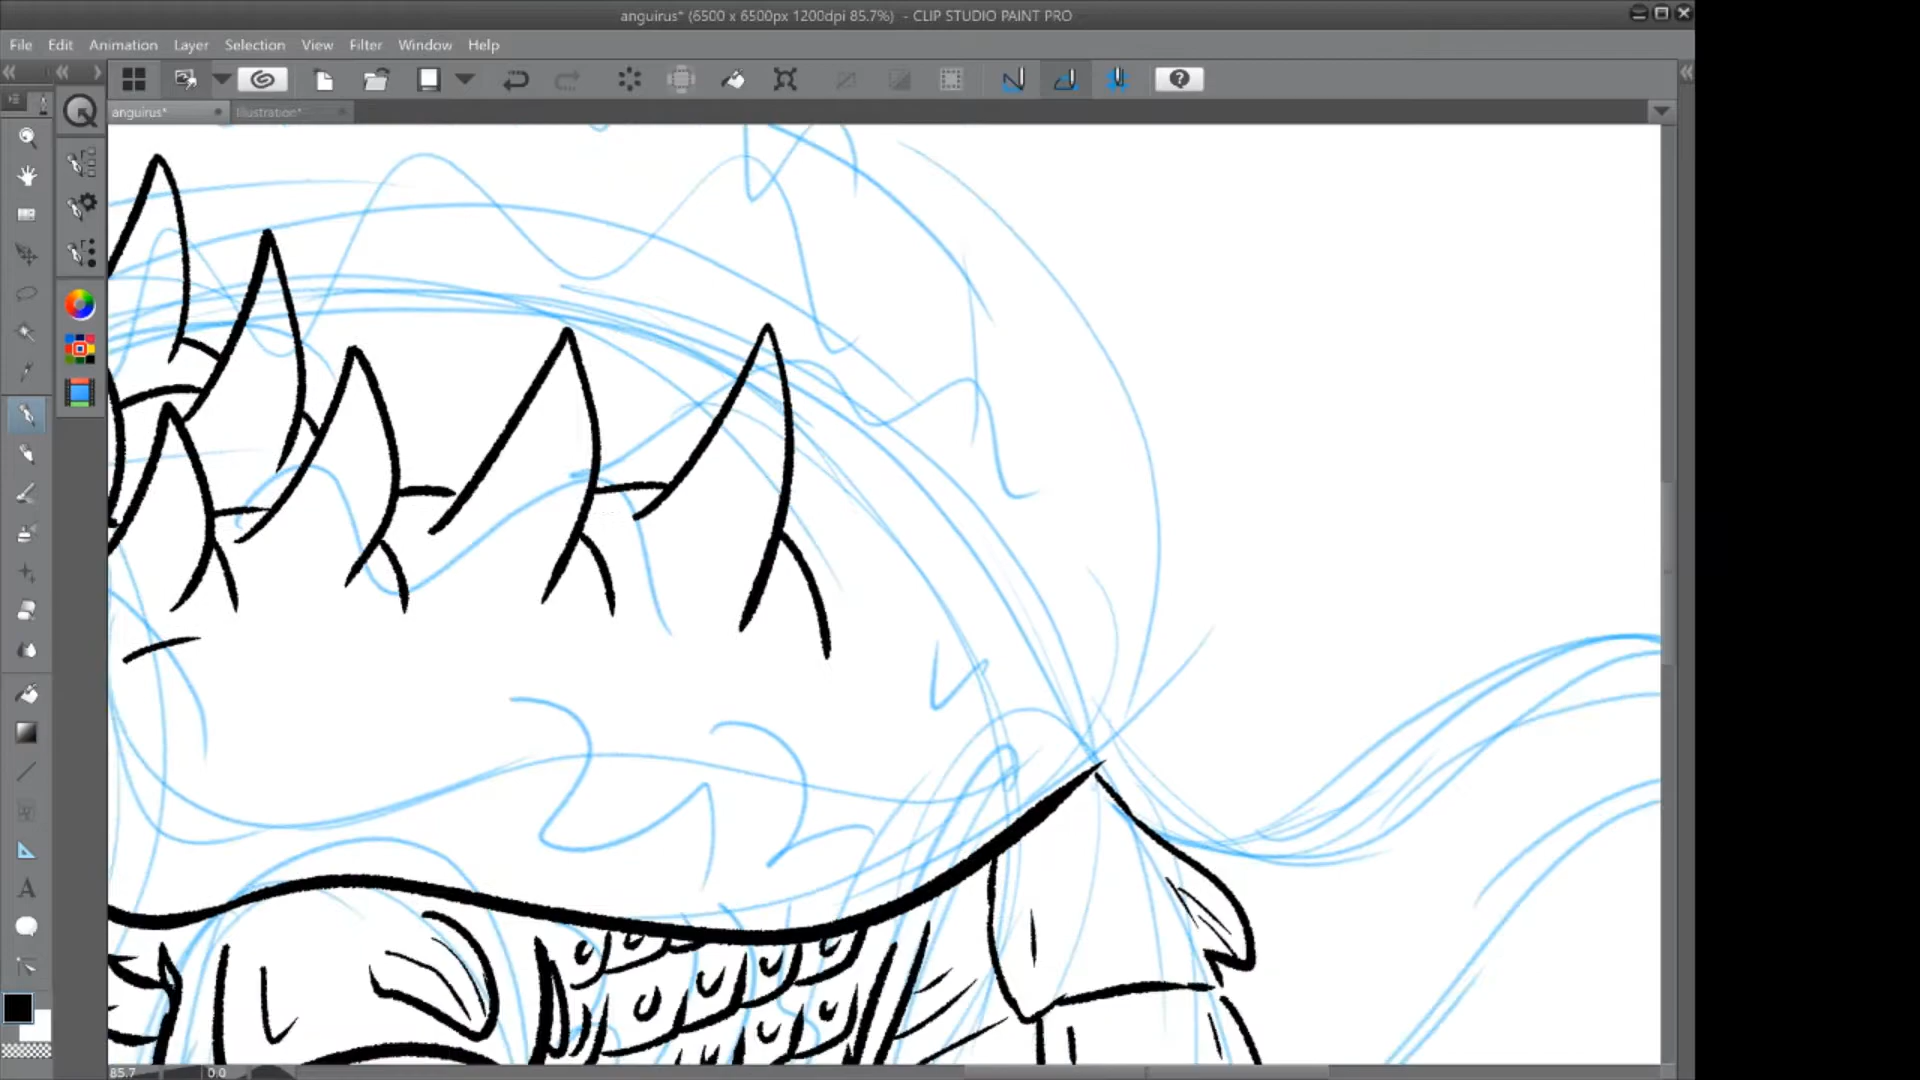 anguirus* (6500 x 6500px 1200dpi 85.7%) - CLIP STUDIO PAINT PRO
File Edit Animation Layer Selection View Filter Window Help
anguirus* Illustration*
A
85.7 0.0